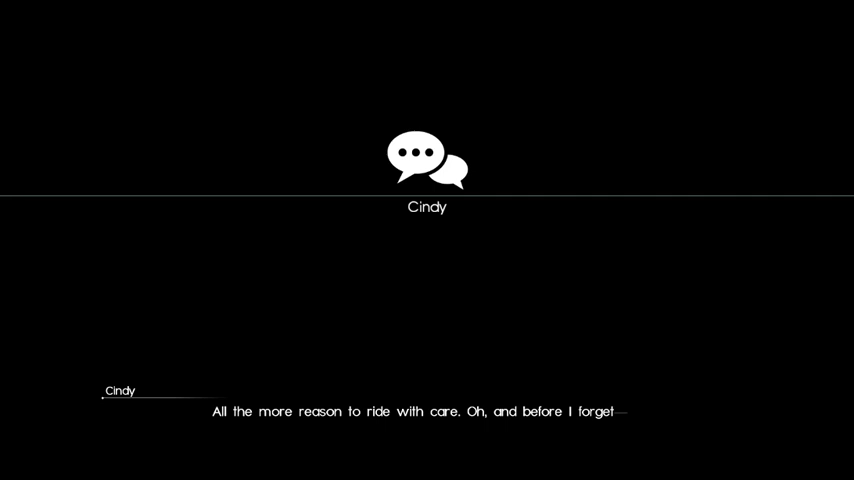 Cindy
Cindy
All the more reason to ride with care. Oh, and before I forget—